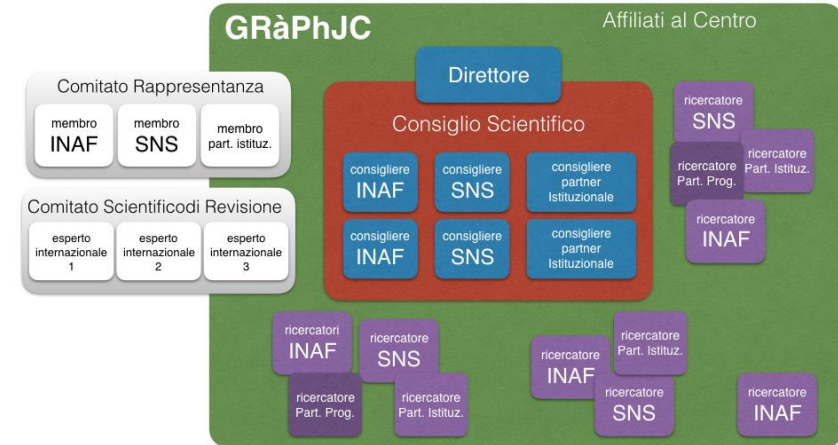 GRàPhJC
Affiliati al Centro
Comitato Rappresentanza
membro
INAF
membro
SNS
membro
part. istituz.
Comitato Scientificodi Revisione
esperto
internazionale
1
esperto
internazionale
2
esperto
internazionale
3
Direttore
Consiglio Scientifico
consigliere
INAF
consigliere
SNS
consigliere
partner
Istituzionale
consigliere
INAF
consigliere
SNS
consigliere
partner
Istituzionale
ricercatore
SNS
ricercatore
Part. Prog.
ricercatore
Part. Istituz.
ricercatore
INAF
ricercatori
INAF
ricercatore
SNS
ricercatore
Part. Prog.
ricercatore
Part. Istituz.
ricercatore
INAF
ricercatore
Part. Istituz.
ricercatore
SNS
ricercatore
INAF